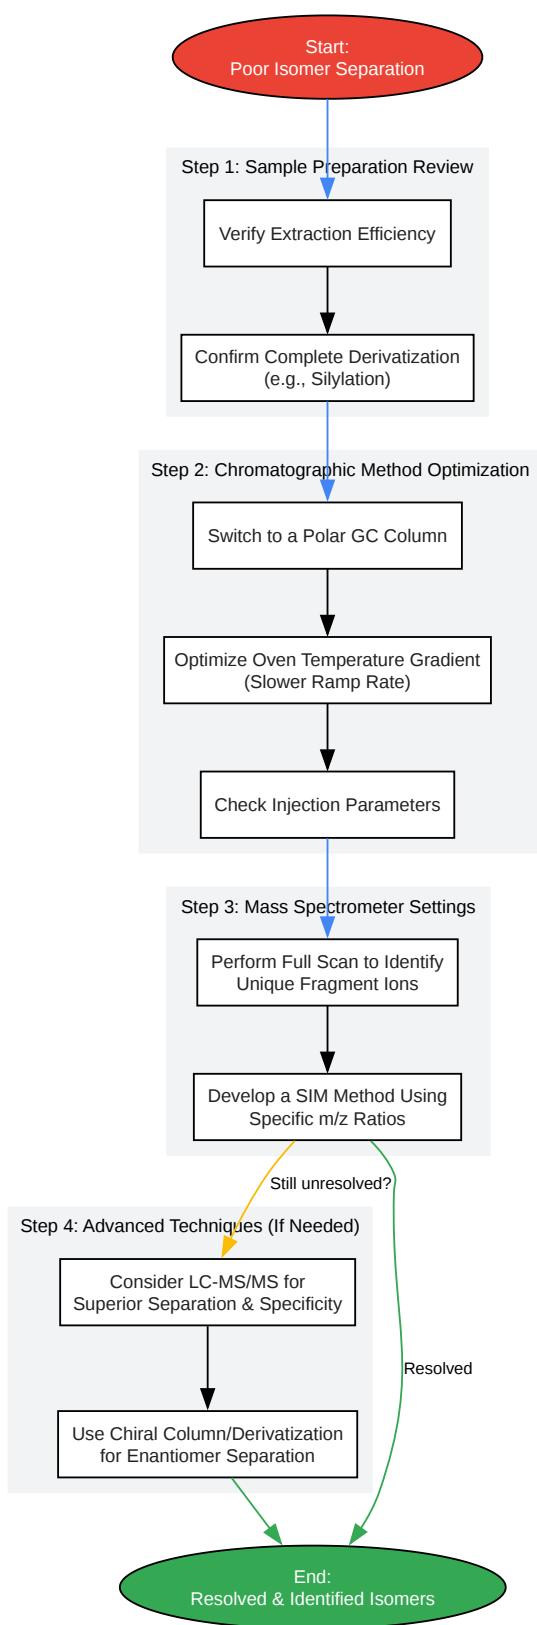 Start:
Poor Isomer Separation
Step 1: Sample Preparation Review
Verify Extraction Efficiency
Confirm Complete Derivatization
(e.g., Silylation)
Step 2: Chromatographic Method Optimization
Switch to a Polar GC Column
Optimize Oven Temperature Gradient
(Slower Ramp Rate)
Check Injection Parameters
Step 3: Mass Spectrometer Settings
Perform Full Scan to Identify
Unique Fragment Ions
Develop a SIM Method Using
Specific m/z Ratios
Still unresolved?
Step 4: Advanced Techniques (If Needed)
Consider LC-MS/MS for
Superior Separation & Specificity
Resolved
Use Chiral Column/Derivatization
for Enantiomer Separation
End:
Resolved & Identified Isomers